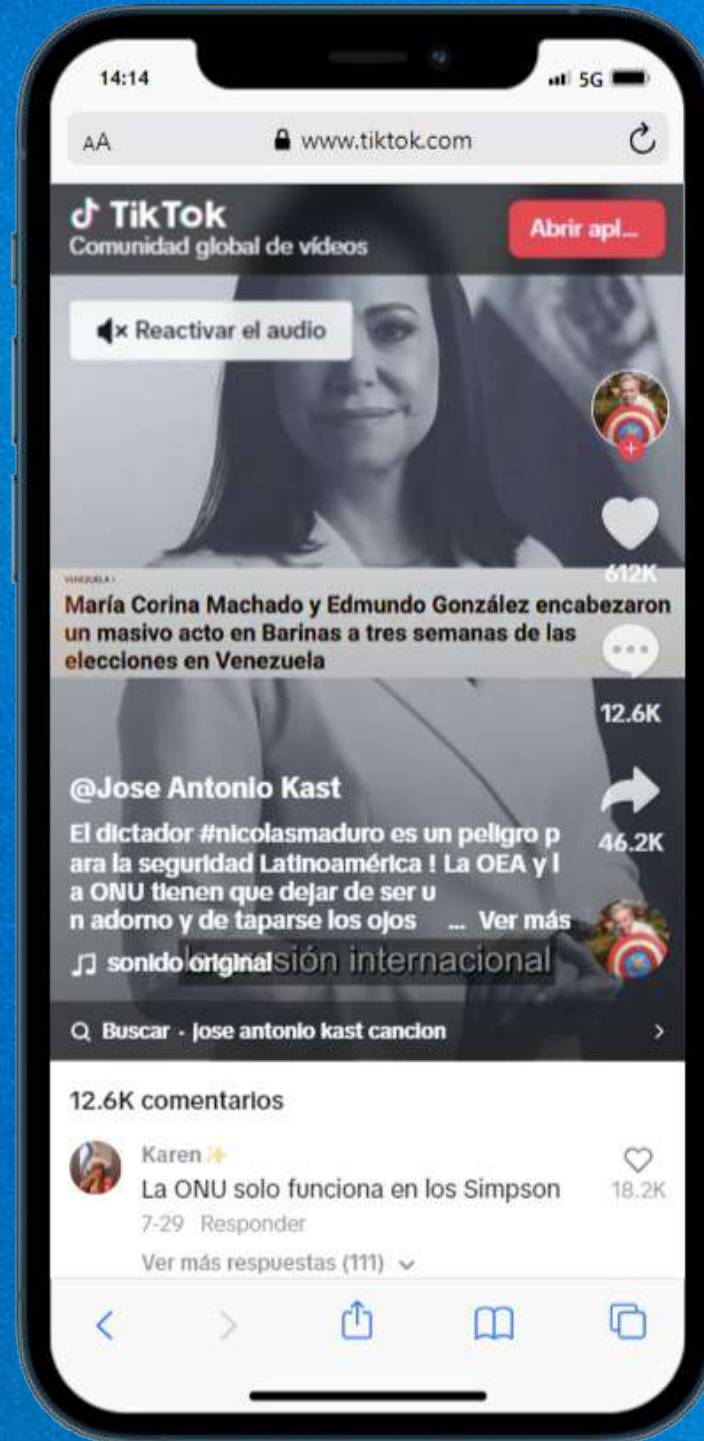 14:14
5G
AA
www.tiktok.com
TikTok
Comunidad global de vídeos
Abrir apl...
Reactivar el audio
612K
VENEZUELA
María Corina Machado y Edmundo González encabezaron
un masivo acto en Barinas a tres semanas de las
elecciones en Venezuela
12.6K
@Jose Antonio Kast
El dictador #nicolasmaduro es un peligro p
ara la seguridad Latinoamérica ! La OEA y l
a ONU tienen que dejar de ser u
n adorno y de taparse los ojos ... Ver más
46.2K
sonido original
internacional
Buscar · jose antonio kast cancion
12.6K comentarios
Karen
La ONU solo funciona en los Simpson
18.2K
7-29 Responder
Ver más respuestas (111)